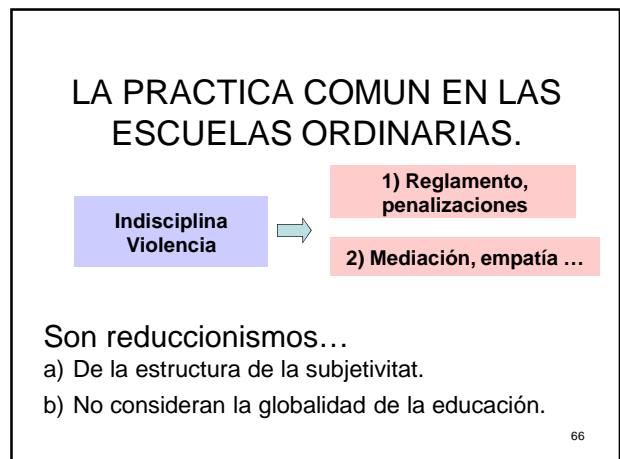 LA PRACTICA COMUN EN LAS
ESCUELAS ORDINARIAS.
Indisciplina
Violencia
1) Reglamento,
penalizaciones
2) Mediación, empatía …
Son reduccionismos…
a) De la estructura de la subjetivitat.
b) No consideran la globalidad de la educación.
66